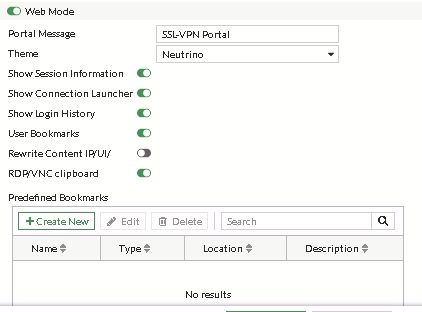 Web Mode
Portal Message SSL-VPN Portal
Theme Neutrino
Show Session Information
Show Connection Launcher
Show Login History
User Bookmarks
Rewrite Content IP/UI/
RDP/VNC clipboard
Predefined Bookmarks
+ Create New Edit Delete Search
Name Type Location Description
No results